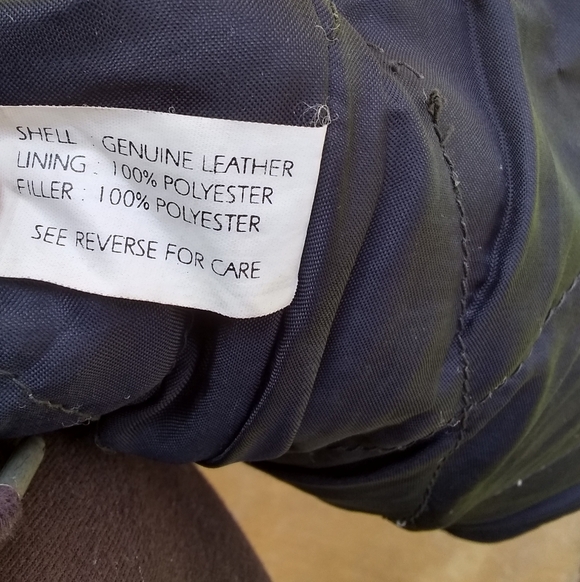 SHELL : GENUINE LEATHER
LINING : 100% POLYESTER
FILLER : 100% POLYESTER
SEE REVERSE FOR CARE